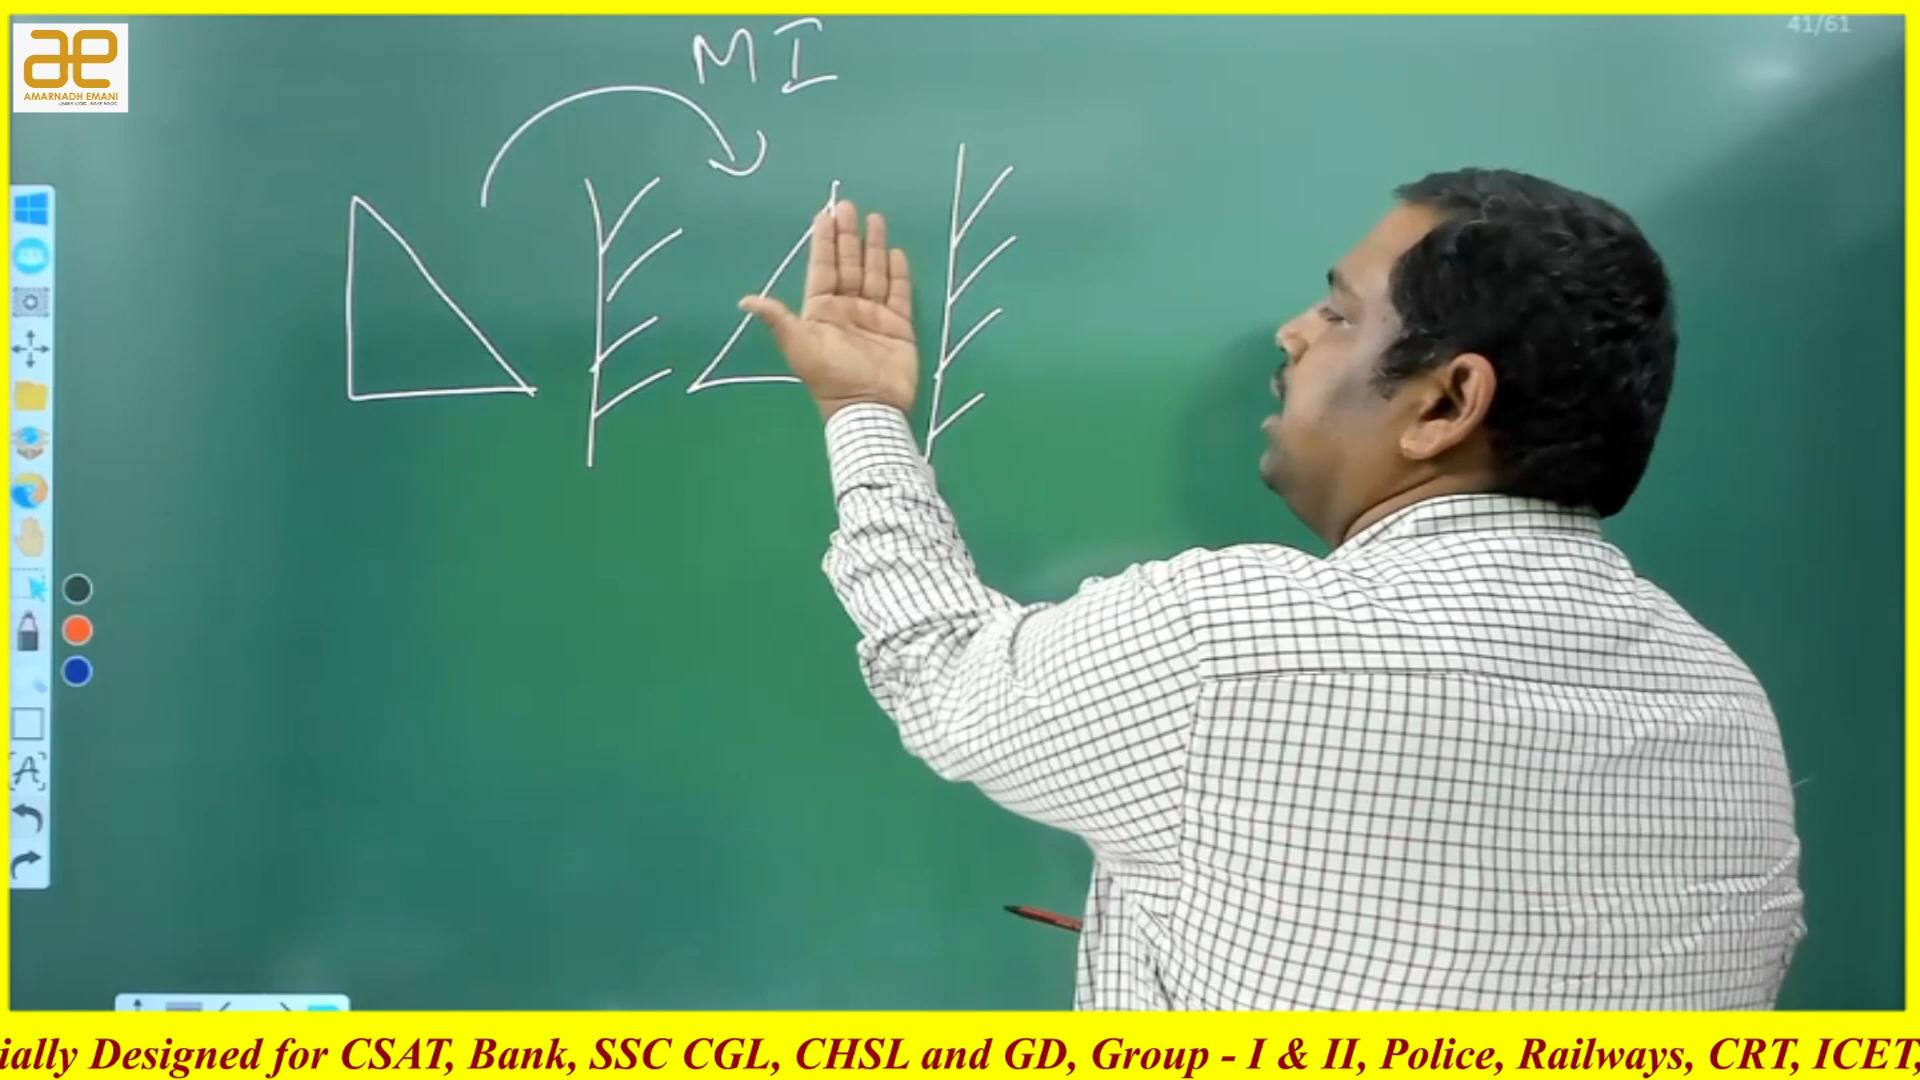 41/61
MI
ae
AMARNADH EMANI
A
ially Designed for CSAT, Bank, SSC CGL, CHSL and GD, Group - I & II, Police, Railways, CRT, ICET,